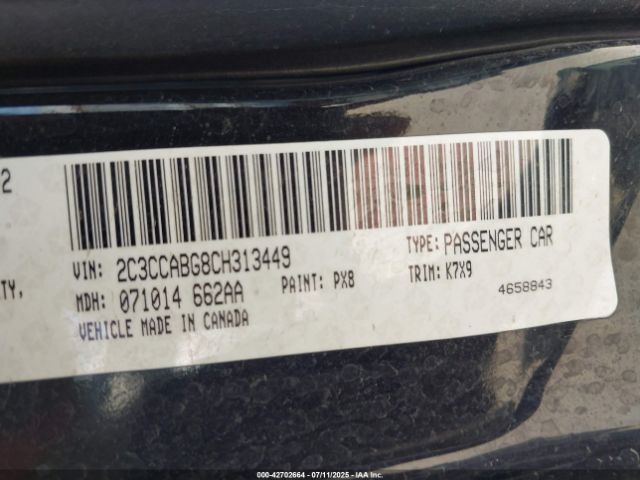 2
VIN: 2C3CCABG8CH313449
TYPE: PASSENGER CAR
TY,
MDH: 071014 662AA
PAINT: PX8
TRIM: K7X9
VEHICLE MADE IN CANADA
4658843
000-42702664 | 07/11/2025 | © IAA Inc.